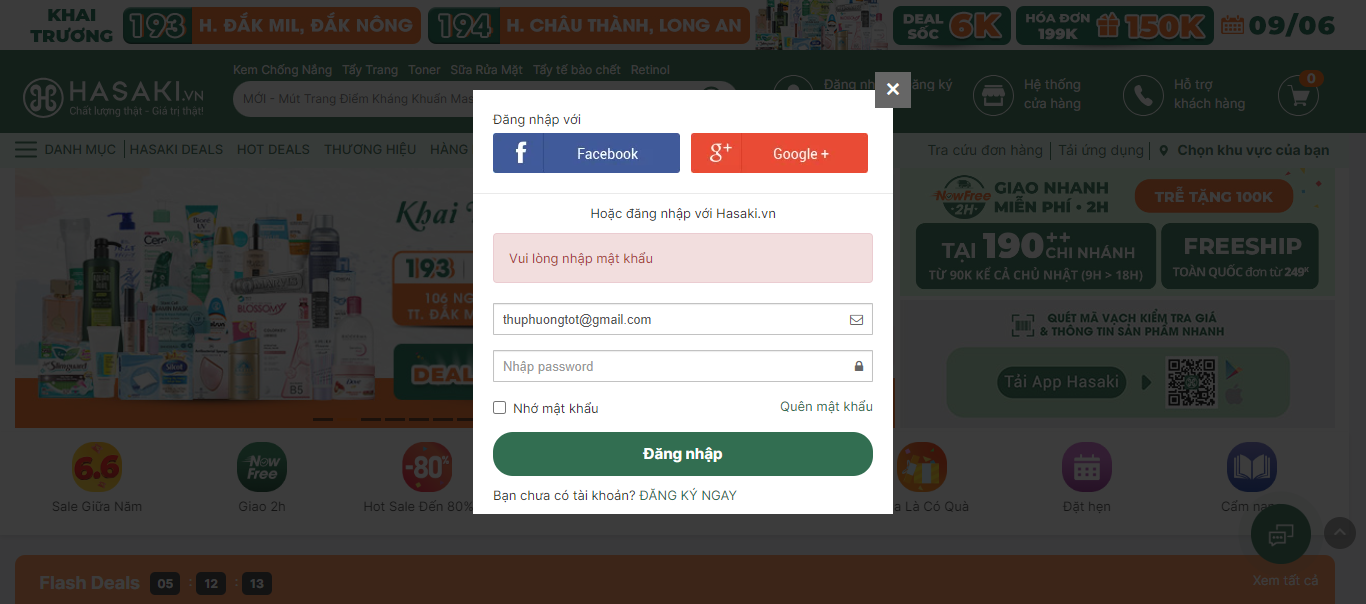 KHAI TRƯƠNG
193 H. ĐẮK MIL, ĐẮK NÔNG
194 H. CHÂU THÀNH, LONG AN
DEAL SỐC 6K
HÓA ĐƠN 199K 150K
09/06
Kem Chống Nắng Tẩy Trang Toner Sữa Rửa Mặt Tẩy tế bào chết Retinol
HASAKI.VN
Chất lượng thật - Giá trị thật!
MỚI - Mút Trang Điểm Kháng Khuẩn
Hệ thống
cửa hàng
Hỗ trợ
khách hàng
0
DANH MỤC HASAKI DEALS HOT DEALS THƯƠNG HIỆU HÀNG
Tra cứu đơn hàng Tải ứng dụng Chọn khu vực của bạn
Đăng nhập với
Facebook
Google +
Hoặc đăng nhập với Hasaki.vn
Vui lòng nhập mật khẩu
thuphuongtot@gmail.com
Nhập password
Nhớ mật khẩu
Quên mật khẩu
Đăng nhập
Bạn chưa có tài khoản? ĐĂNG KÝ NGAY
Khai
193
106
TT. ĐẮK
DEAL
NowFree 2H
GIAO NHANH
MIỄN PHÍ • 2H
TRỄ TẶNG 100K
TẠI 190++ CHI NHÁNH
TỪ 90K KỂ CẢ CHỦ NHẬT (9H > 18H)
FREESHIP
TOÀN QUỐC đơn từ 249K
QUÉT MÃ VẠCH KIỂM TRA GIÁ
& THÔNG TIN SẢN PHẨM NHANH
Tải App Hasaki
6.6
Now Free
-80%
Sale Giữa Năm
Giao 2h
Hot Sale Đến 80%
Là Có Quà
Đặt hẹn
Cẩm
Flash Deals 05 : 12 : 13
Xem tất cả